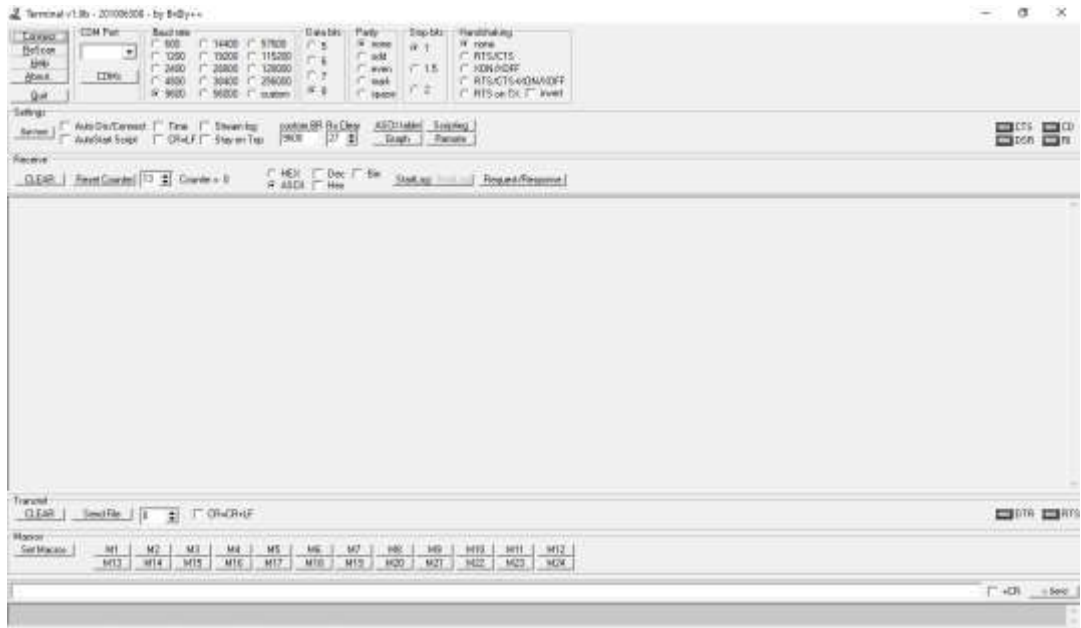 Terminal v1.9b - 20100630B - by Br@y++
Connect
ReScan
Help
About..
Quit
COM Port
COMs
Baud rate
600 14400 57600
1200 19200 115200
2400 28800 128000
4800 38400 256000
9600 56000 custom
Data bits
5
6
7
8
Parity
none
odd
even
mark
space
Stop bits
1
1.5
2
Handshaking
none
RTS/CTS
XON/XOFF
RTS/CTS+XON/XOFF
RTS on TX invert
Settings
Set font
Auto Dis/Connect Time Stream log
AutoStart Script CR=LF Stay on Top
custom BR Rx Clear
9600 27
ASCII table Scripting
Graph Remote
CTS CD
DSR RI
Receive
CLEAR Reset Counter 13 Counter = 0
HEX Dec Bin
ASCII Hex
StartLog StopLog Request/Response
Transmit
CLEAR Send File 0 CR=CR+LF
DTR RTS
Macros
Set Macros
M1 M2 M3 M4 M5 M6 M7 M8 M9 M10 M11 M12
M13 M14 M15 M16 M17 M18 M19 M20 M21 M22 M23 M24
+CR -> Send